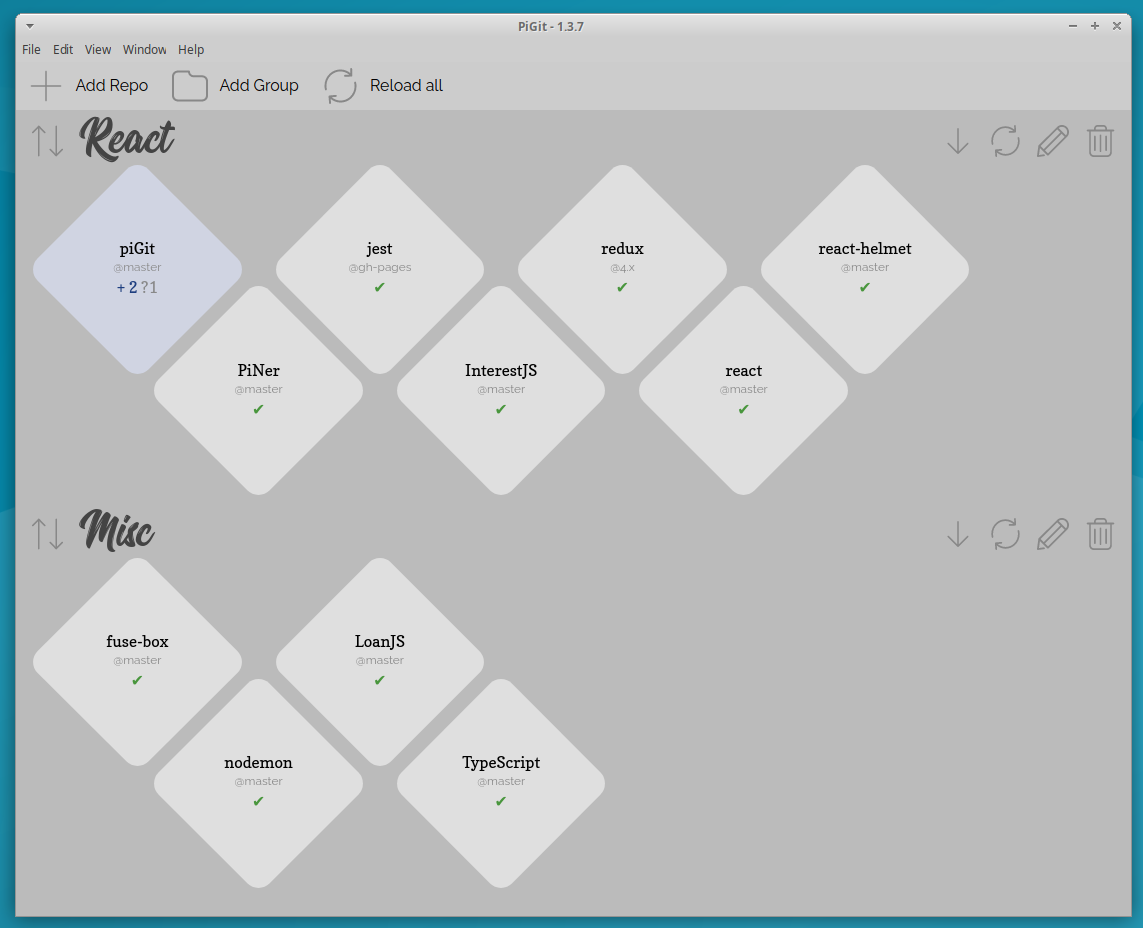 PiGit - 1.3.7
File Edit View Window Help
Add Repo Add Group Reload all
React
piGit
@master
+ 2 ?1
jest
@gh-pages
✔
redux
@4.x
✔
react-helmet
@master
✔
PiNer
@master
✔
InterestJS
@master
✔
react
@master
✔
Misc
fuse-box
@master
✔
LoanJS
@master
✔
nodemon
@master
✔
TypeScript
@master
✔